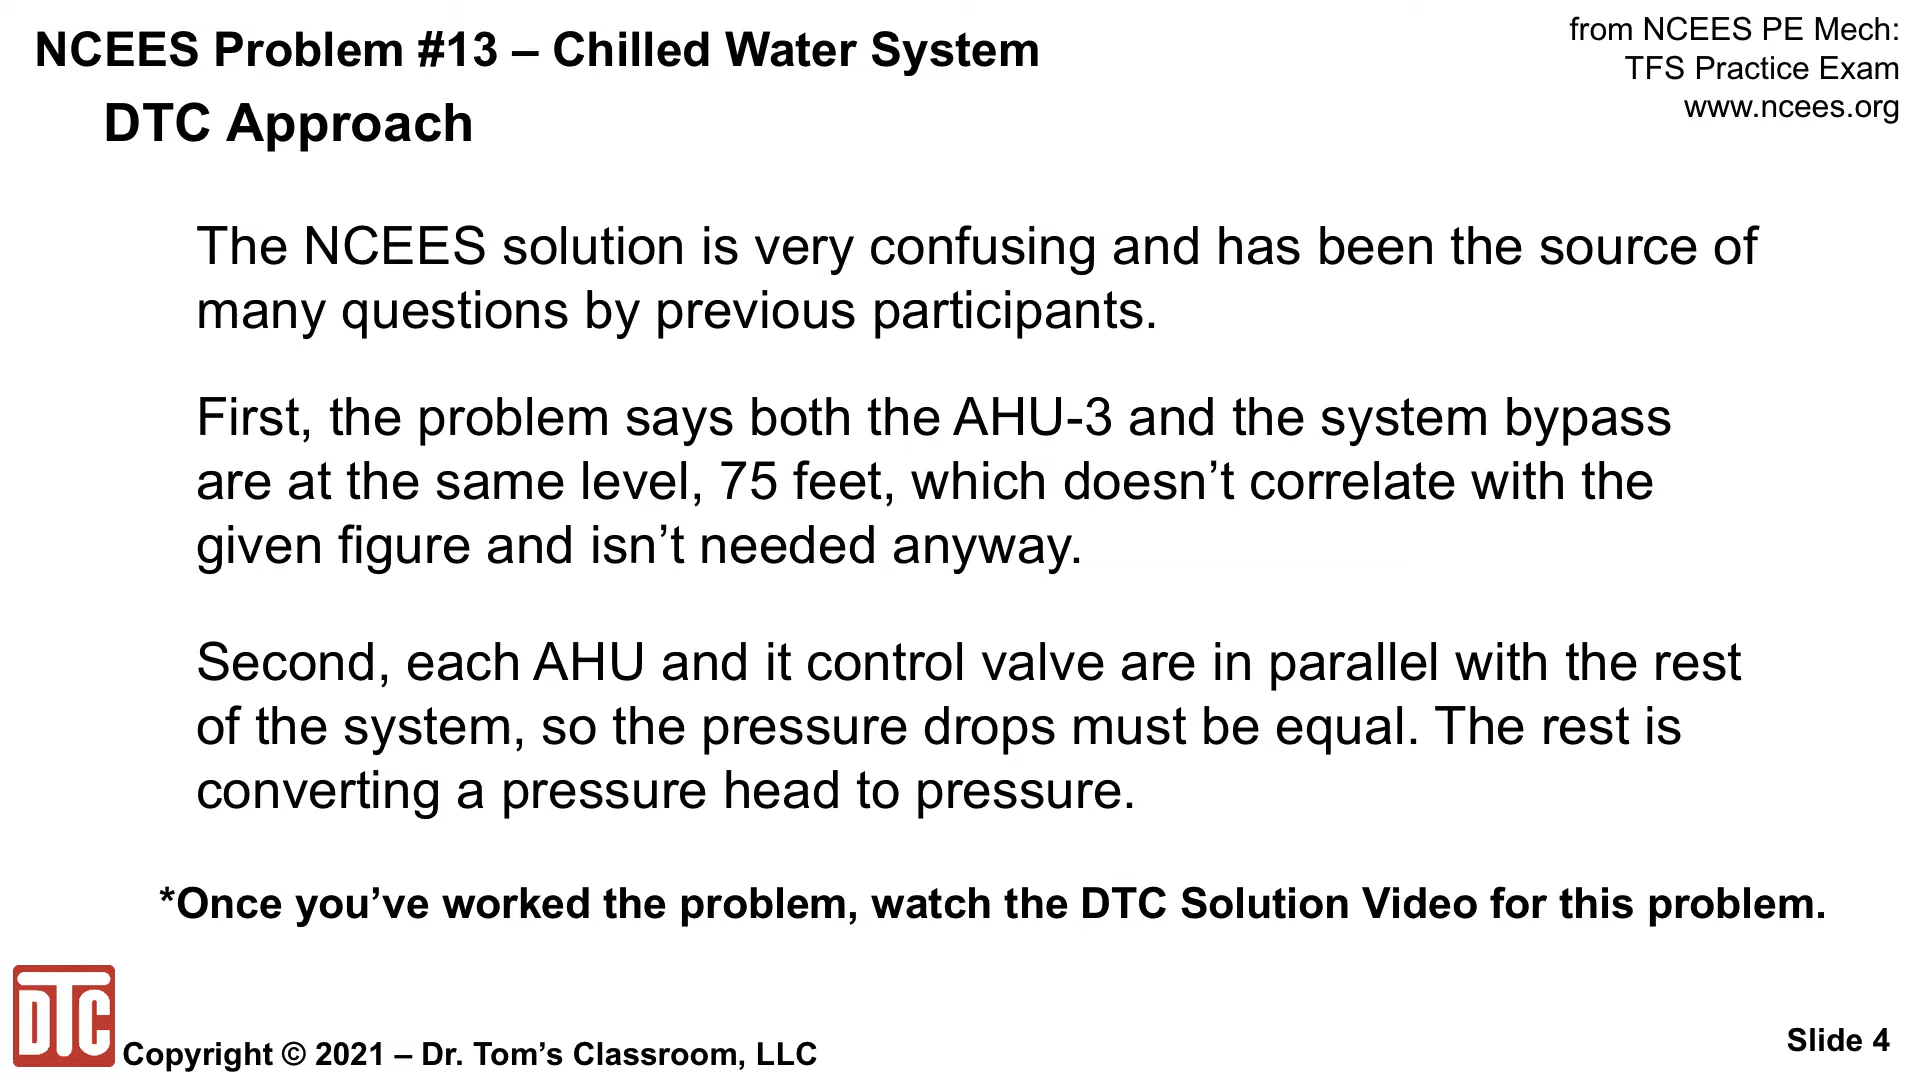 NCEES Problem #13 – Chilled Water System
DTC Approach
from NCEES PE Mech:
TFS Practice Exam
www.ncees.org
The NCEES solution is very confusing and has been the source of
many questions by previous participants.
First, the problem says both the AHU-3 and the system bypass
are at the same level, 75 feet, which doesn’t correlate with the
given figure and isn’t needed anyway.
Second, each AHU and it control valve are in parallel with the rest
of the system, so the pressure drops must be equal. The rest is
converting a pressure head to pressure.
*Once you’ve worked the problem, watch the DTC Solution Video for this problem.
DTC
Copyright © 2021 – Dr. Tom’s Classroom, LLC
Slide 4